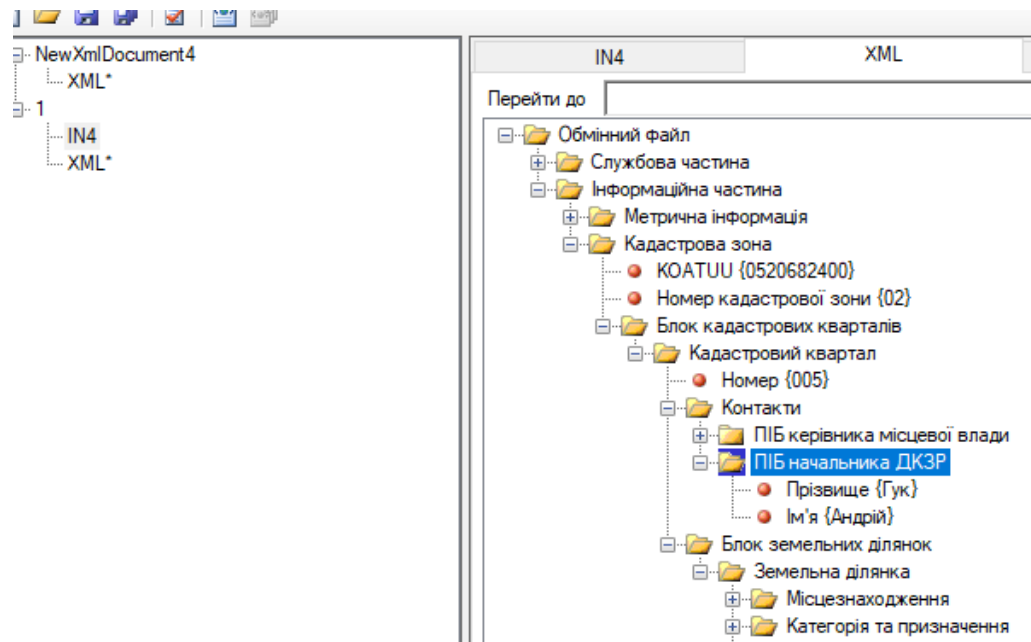 NewXmlDocument4
XML*
1
IN4
XML*
IN4 XML
Перейти до
Обмінний файл
Службова частина
Інформаційна частина
Метрична інформація
Кадастрова зона
KOATUU {0520682400}
Номер кадастрової зони {02}
Блок кадастрових кварталів
Кадастровий квартал
Номер {005}
Контакти
ПІБ керівника місцевої влади
ПІБ начальника ДКЗР
Прізвище {Гук}
Ім'я {Андрій}
Блок земельних ділянок
Земельна ділянка
Місцезнаходження
Категорія та призначення